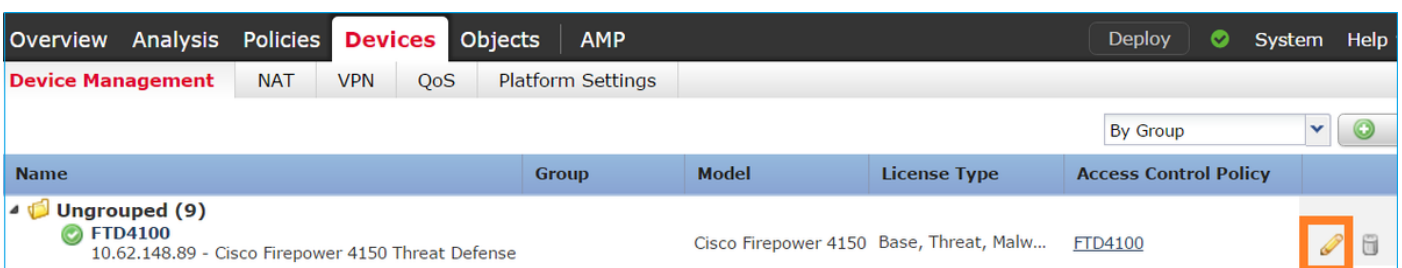 Overview Analysis Policies Devices Objects AMP Deploy System Help
Device Management NAT VPN QoS Platform Settings
By Group
Name Group Model License Type Access Control Policy
Ungrouped (9)
FTD4100
10.62.148.89 - Cisco Firepower 4150 Threat Defense Cisco Firepower 4150 Base, Threat, Malw... FTD4100